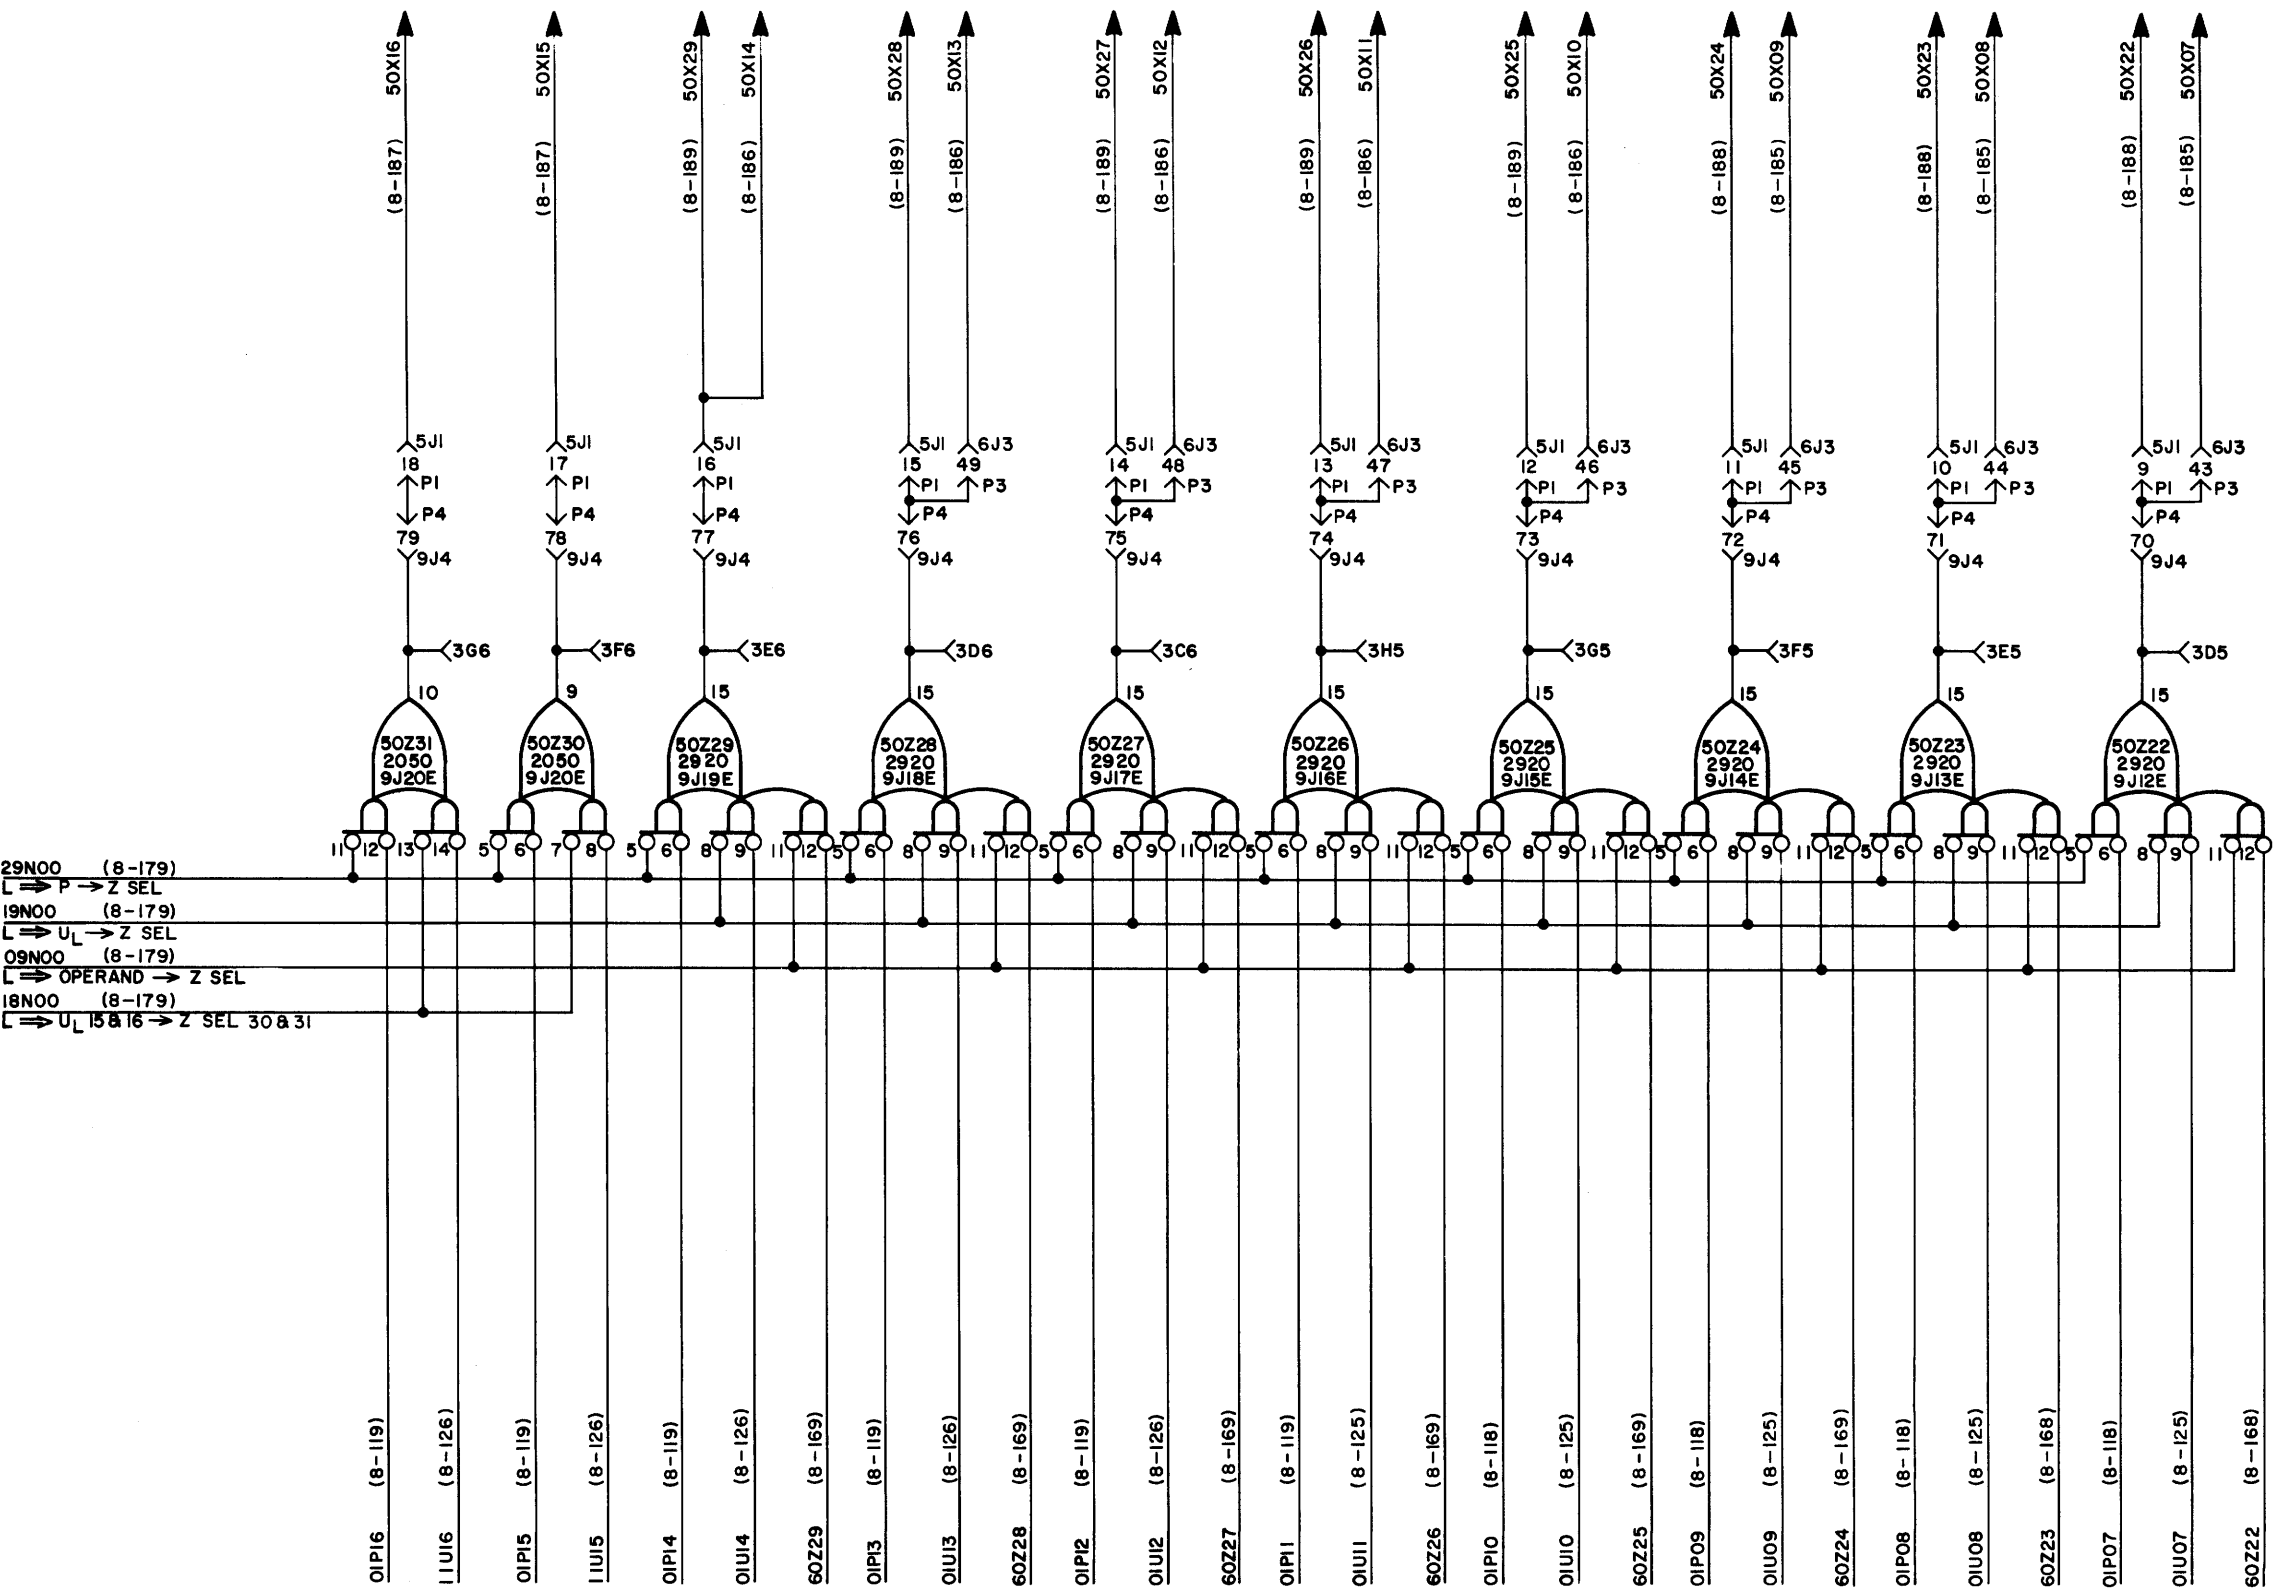 50X16 50X15 50X29 50X14 50X28 50X13 50X27 50X12 50X26 50X11 50X25 50X10 50X24 50X09 50X23 50X08 50X22 50X07
(8-187) (8-187) (8-189) (8-186) (8-189) (8-186) (8-189) (8-186) (8-189) (8-186) (8-189) (8-186) (8-188) (8-185) (8-188) (8-185) (8-188) (8-185)
5J1 5J1 5J1 5J1 6J3 5J1 6J3 5J1 6J3 5J1 6J3 5J1 6J3 5J1 6J3 5J1 6J3
18 17 16 15 49 14 48 13 47 12 46 11 45 10 44 9 43
P1 P1 P1 P1 P3 P1 P3 P1 P3 P1 P3 P1 P3 P1 P3 P1 P3
P4 P4 P4 P4 P4 P4 P4 P4 P4 P4
79 78 77 76 75 74 73 72 71 70
9J4 9J4 9J4 9J4 9J4 9J4 9J4 9J4 9J4 9J4
3G6 3F6 3E6 3D6 3C6 3H5 3G5 3F5 3E5 3D5
10 9 15 15 15 15 15 15 15 15
50Z31 50Z30 50Z29 50Z28 50Z27 50Z26 50Z25 50Z24 50Z23 50Z22
2050 2050 2920 2920 2920 2920 2920 2920 2920 2920
9J20E 9J20E 9J19E 9J18E 9J17E 9J16E 9J15E 9J14E 9J13E 9J12E
11 12 13 14 5 6 7 8 5 6 8 9 11 12 5 6 8 9 11 12 5 6 8 9 11 12 5 6 8 9 11 12 5 6 8 9 11 12 5 6 8 9 11 12 5 6 8 9 11 12 5 6 8 9 11 12
29N00 (8-179)
L ⇒ P → Z SEL
19N00 (8-179)
L ⇒ UL → Z SEL
09N00 (8-179)
L ⇒ OPERAND → Z SEL
18N00 (8-179)
L ⇒ UL 15 & 16 → Z SEL 30 & 31
(8-119) (8-126) (8-119) (8-126) (8-119) (8-126) (8-169) (8-119) (8-126) (8-169) (8-119) (8-126) (8-169) (8-119) (8-125) (8-169) (8-118) (8-125) (8-169) (8-118) (8-125) (8-169) (8-118) (8-125) (8-168) (8-118) (8-125) (8-168)
01P16 11U16 01P15 11U15 01P14 01U14 60Z29 01P13 01U13 60Z28 01P12 01U12 60Z27 01P11 01U11 60Z26 01P10 01U10 60Z25 01P09 01U09 60Z24 01P08 01U08 60Z23 01P07 01U07 60Z22